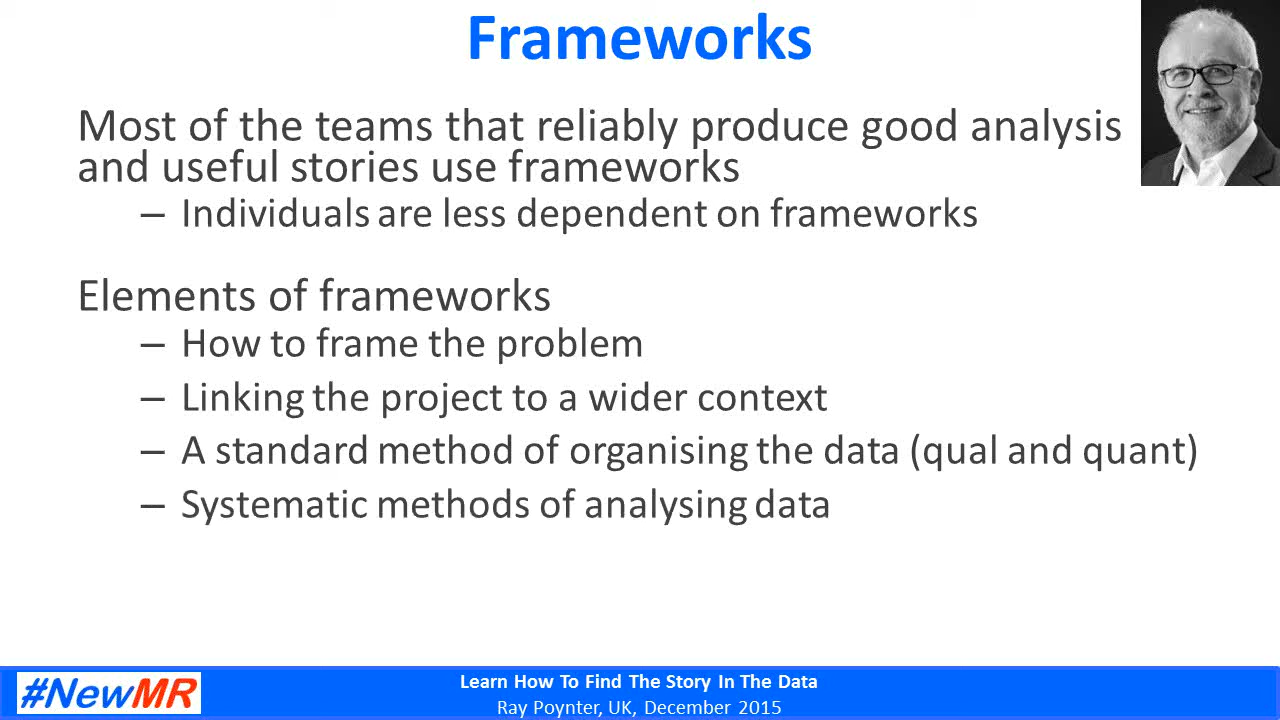 Frameworks
Most of the teams that reliably produce good analysis
and useful stories use frameworks
– Individuals are less dependent on frameworks
Elements of frameworks
– How to frame the problem
– Linking the project to a wider context
– A standard method of organising the data (qual and quant)
– Systematic methods of analysing data
#NewMR
Learn How To Find The Story In The Data
Ray Poynter, UK, December 2015